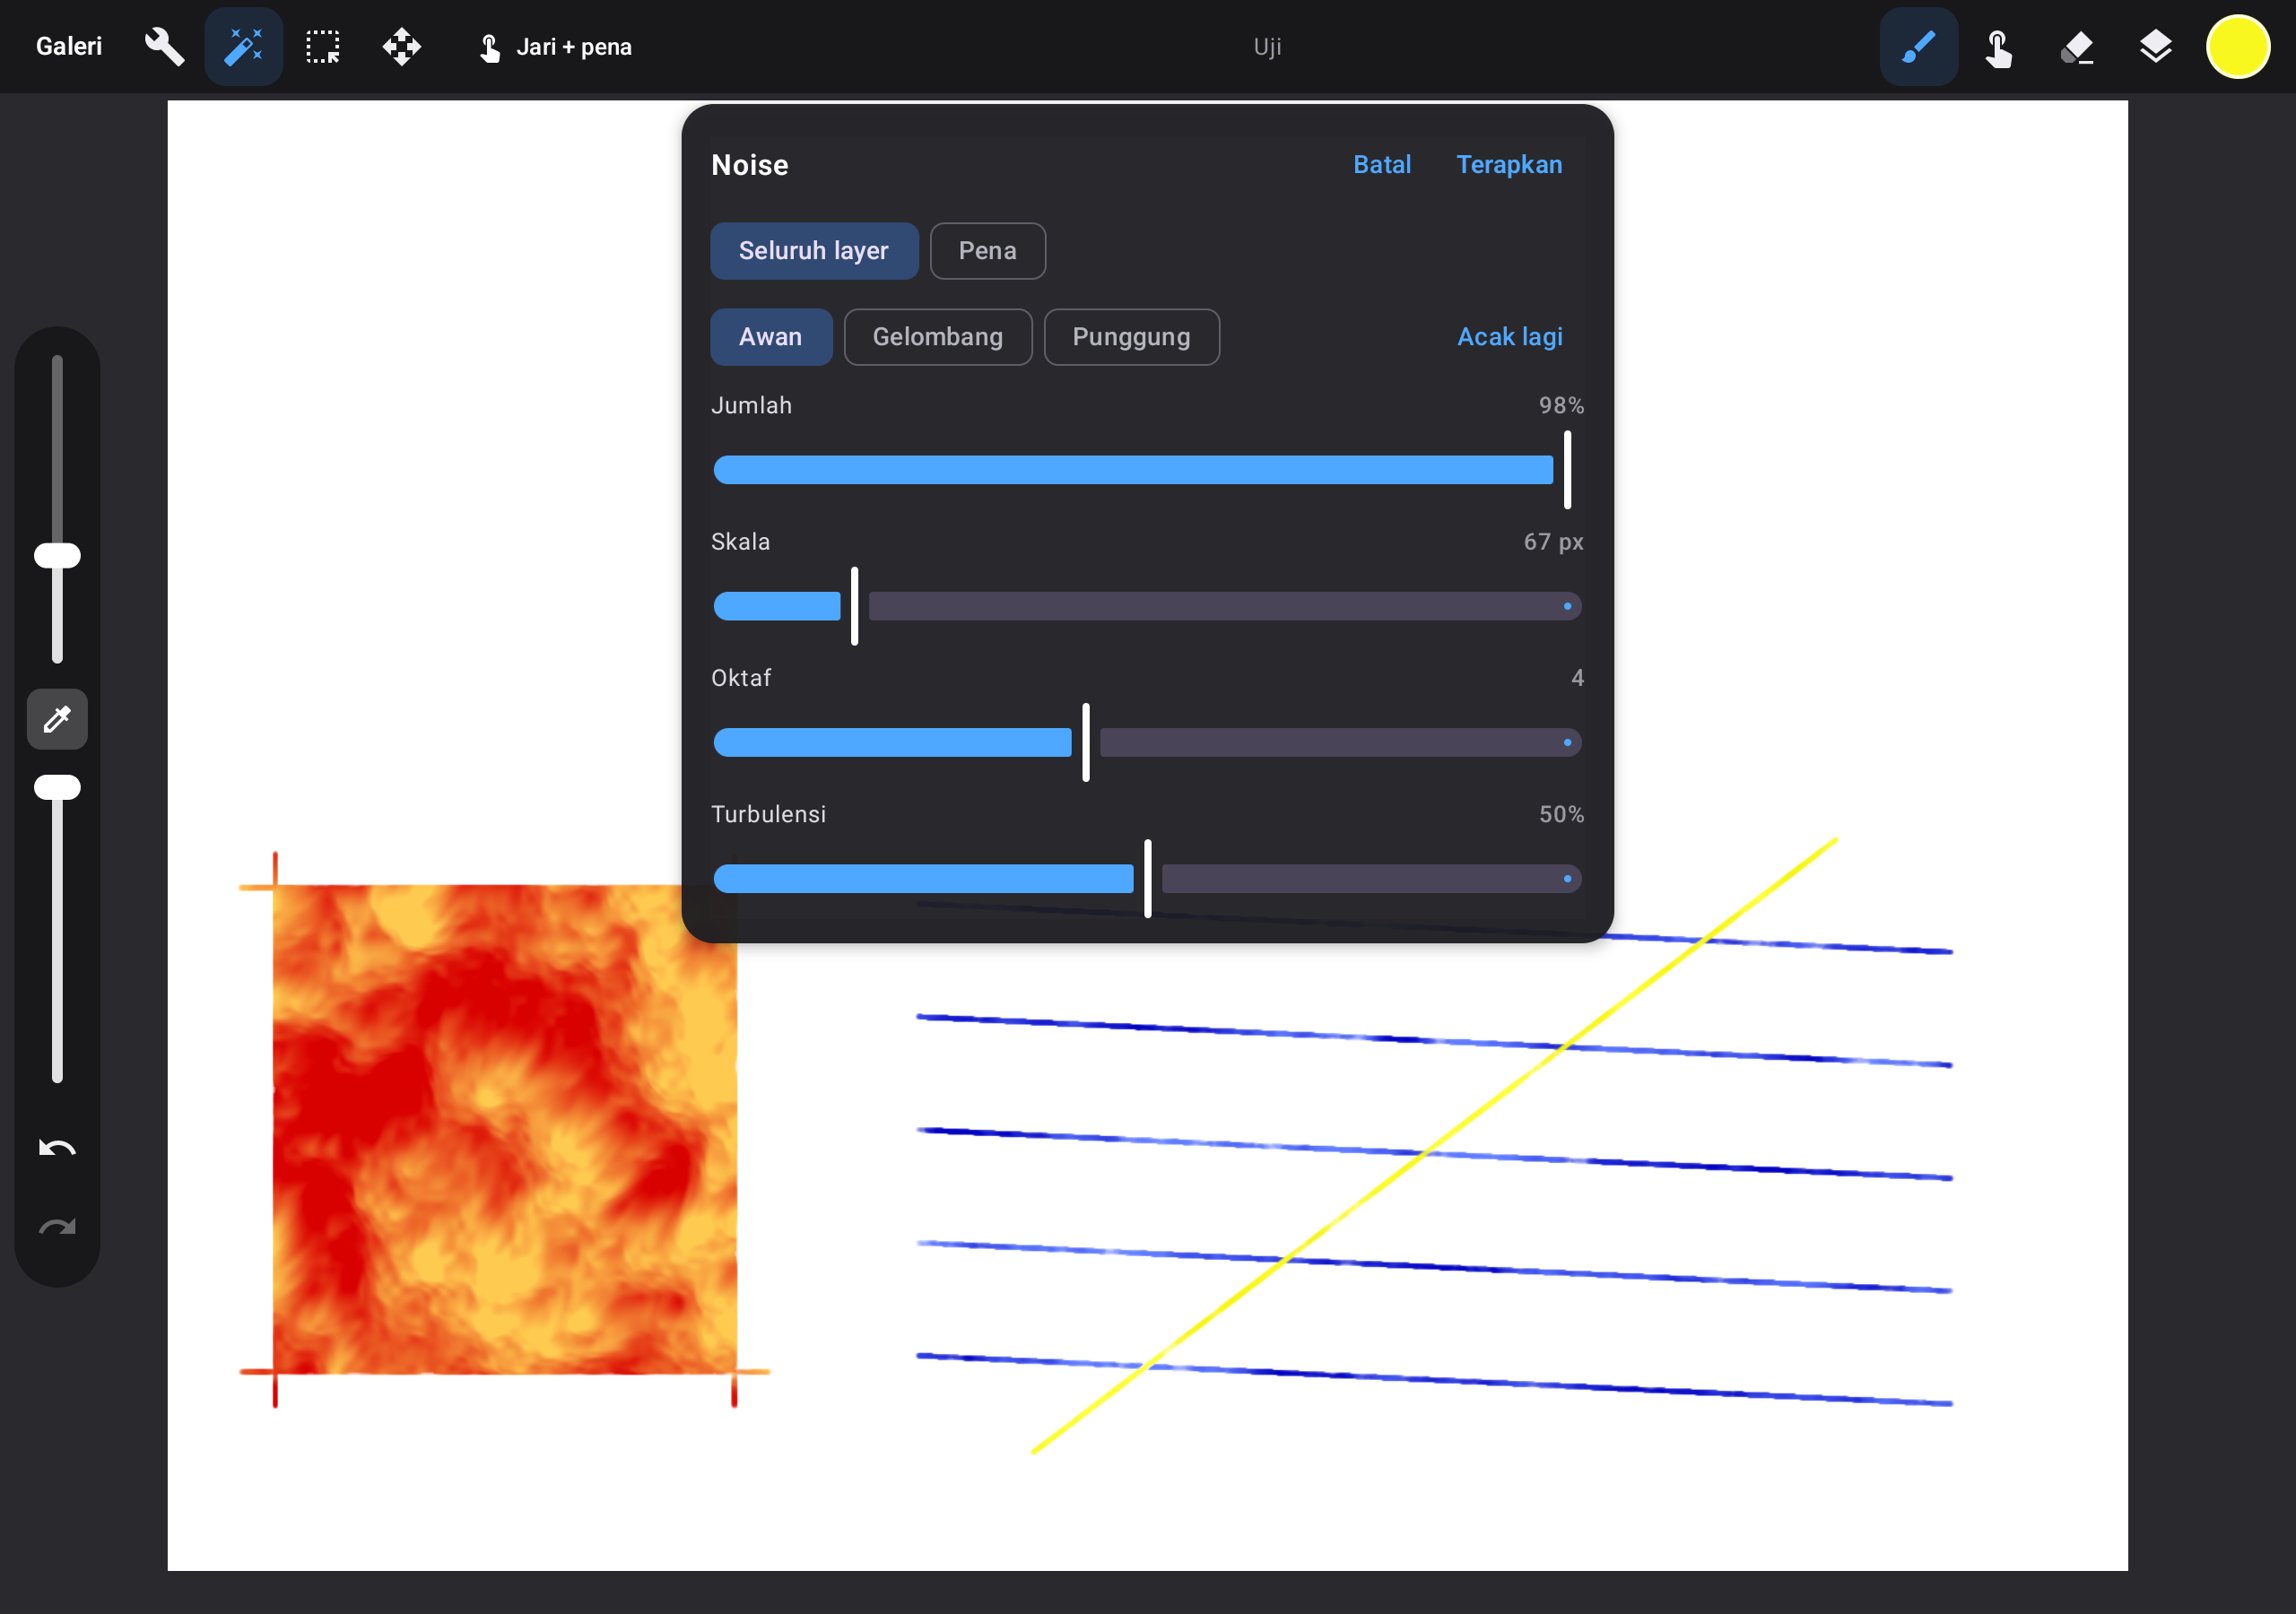 Galeri
Jari + pena
Uji
Noise
Batal
Terapkan
Seluruh layer
Pena
Awan
Gelombang
Punggung
Acak lagi
Jumlah
98%
Skala
67 px
Oktaf
4
Turbulensi
50%